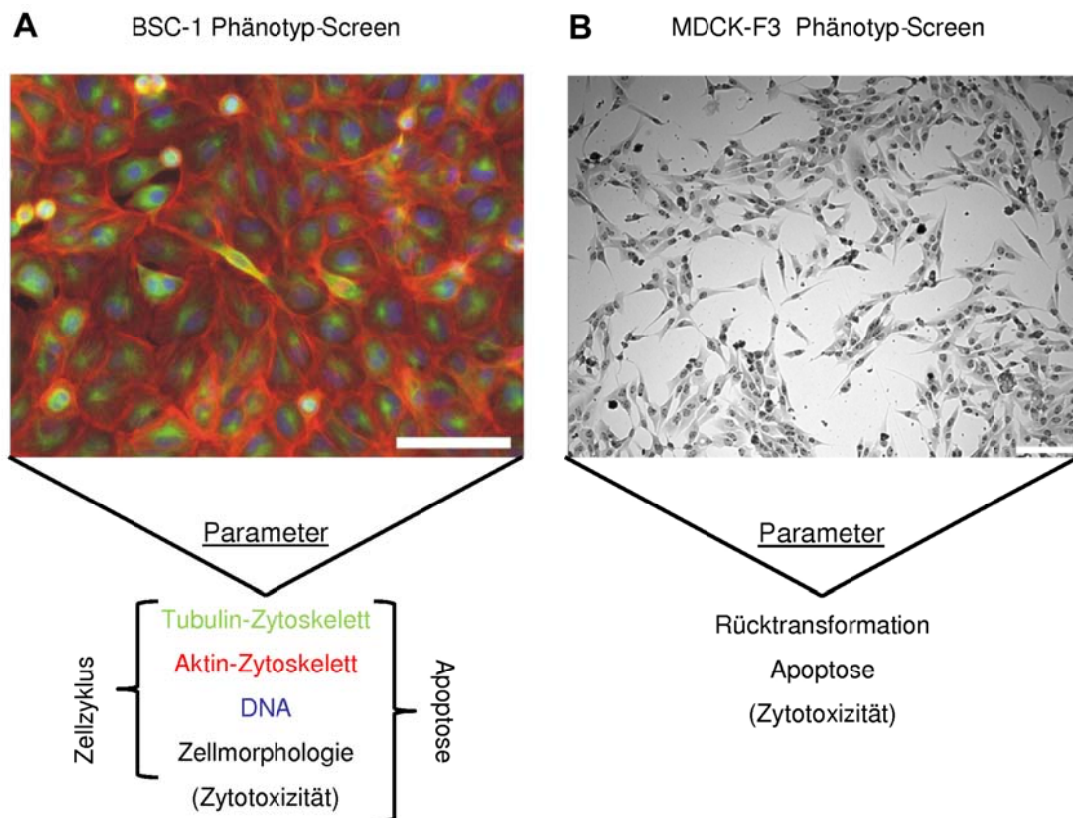 A
BSC-1 Phänotyp-Screen
Parameter
Zellzyklus
Tubulin-Zytoskelett
Aktin-Zytoskelett
DNA
Zellmorphologie
(Zytotoxizität)
Apoptose
B
MDCK-F3 Phänotyp-Screen
Parameter
Rücktransformation
Apoptose
(Zytotoxizität)